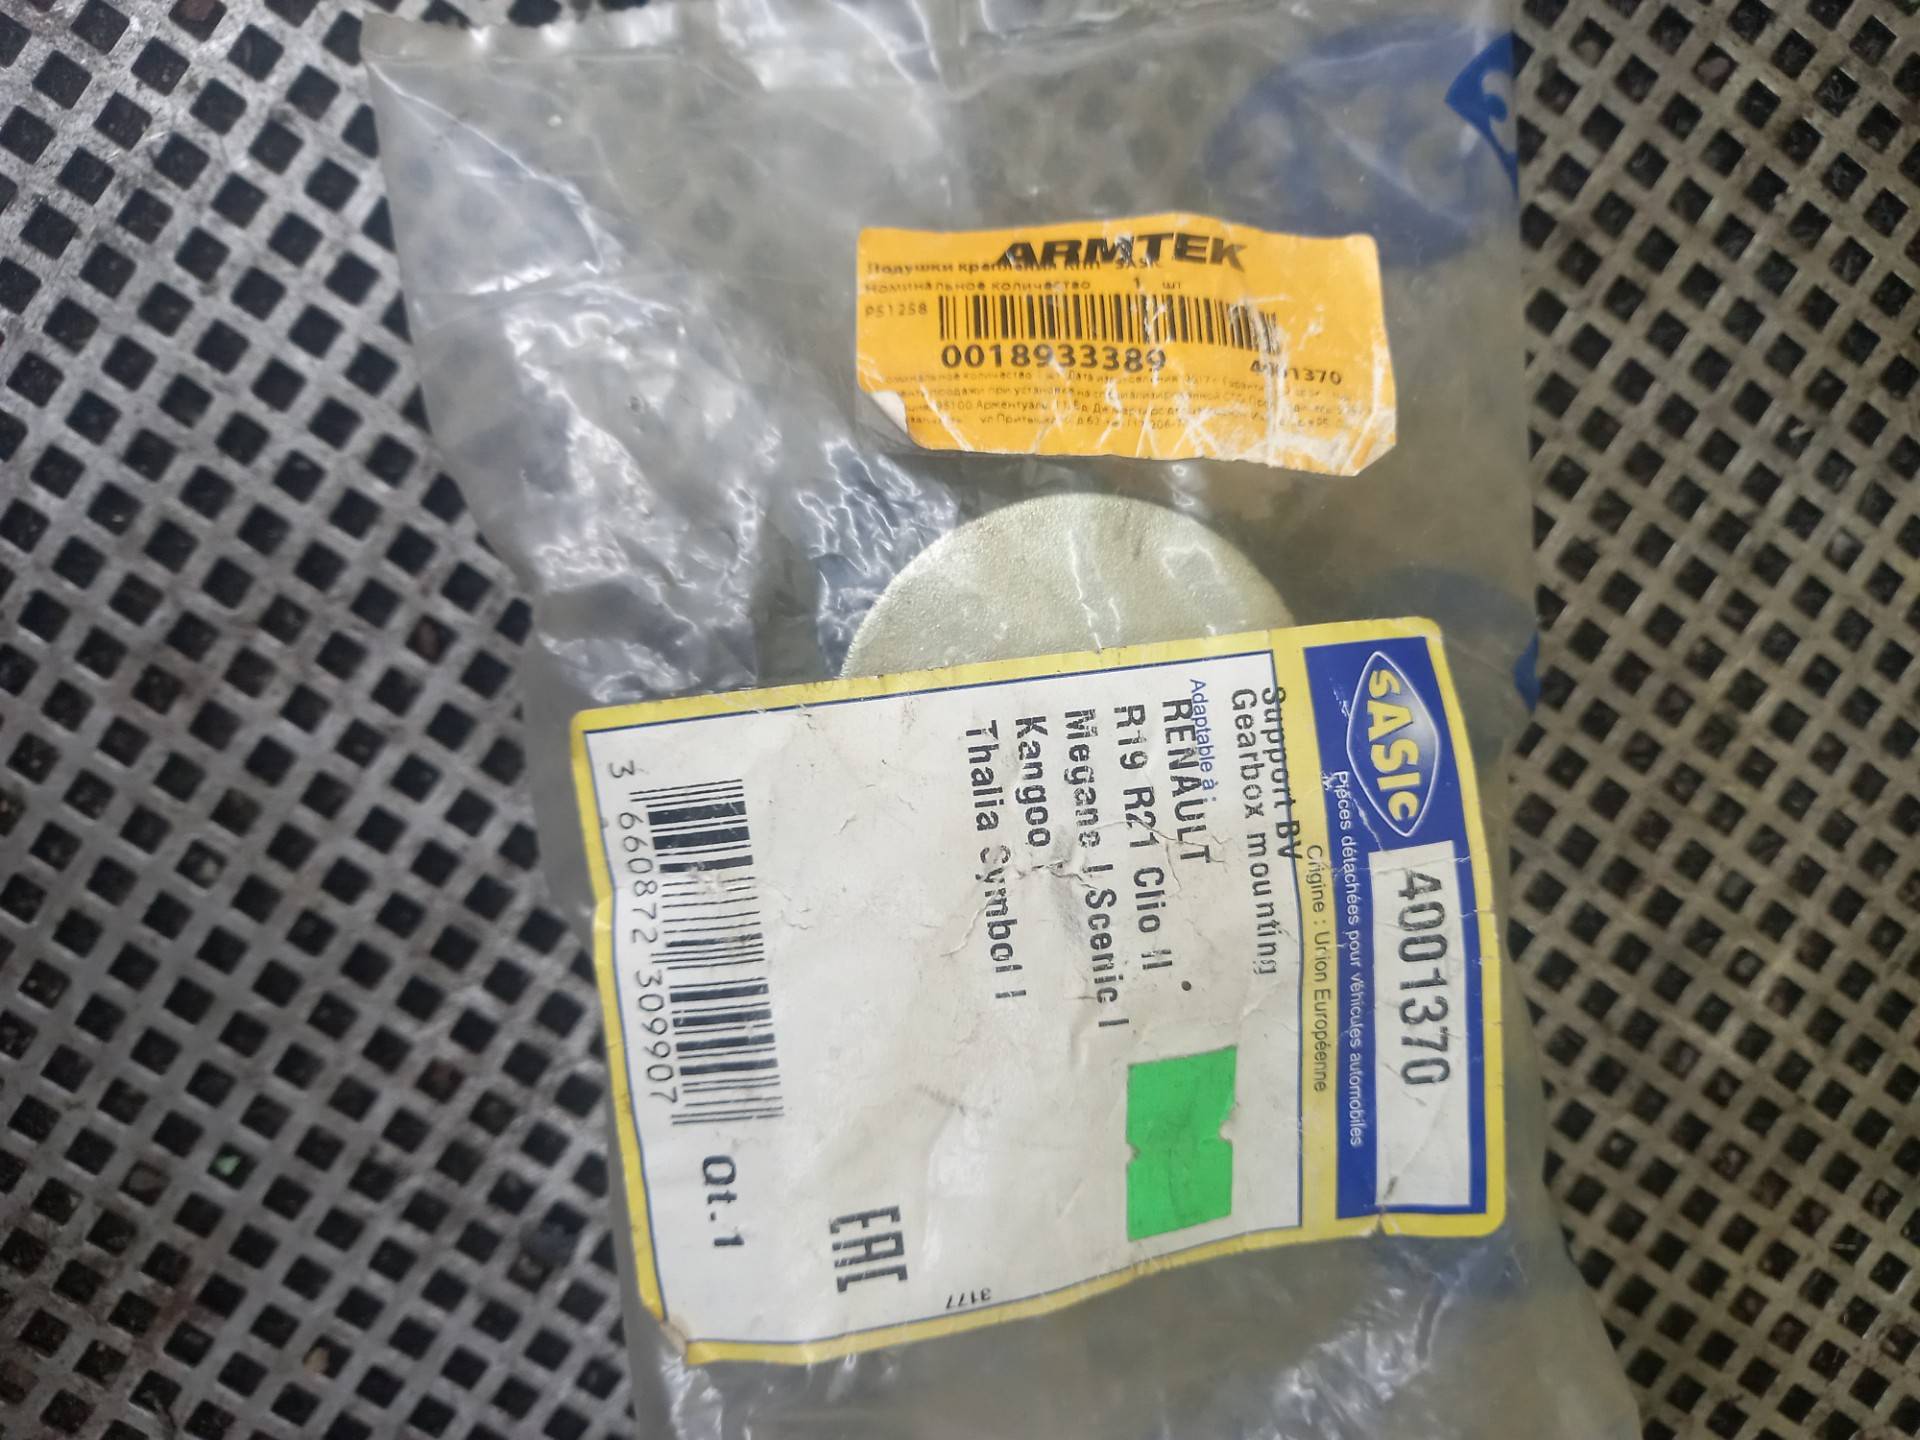 ARMTEK
Подушки крепления
Номинальное количество 1 шт
P51258
0018933389
4001370
SASIC
4001370
Pièces détachées pour véhicules automobiles
Origine : Union Européenne
Support BV
Gearbox mounting
Adaptable à :
RENAULT
R19 R21 Clio II
Megane I Scenic I
Kangoo
Thalia Symbol I
3 660872 309907
Qt. 1
EAC
3177